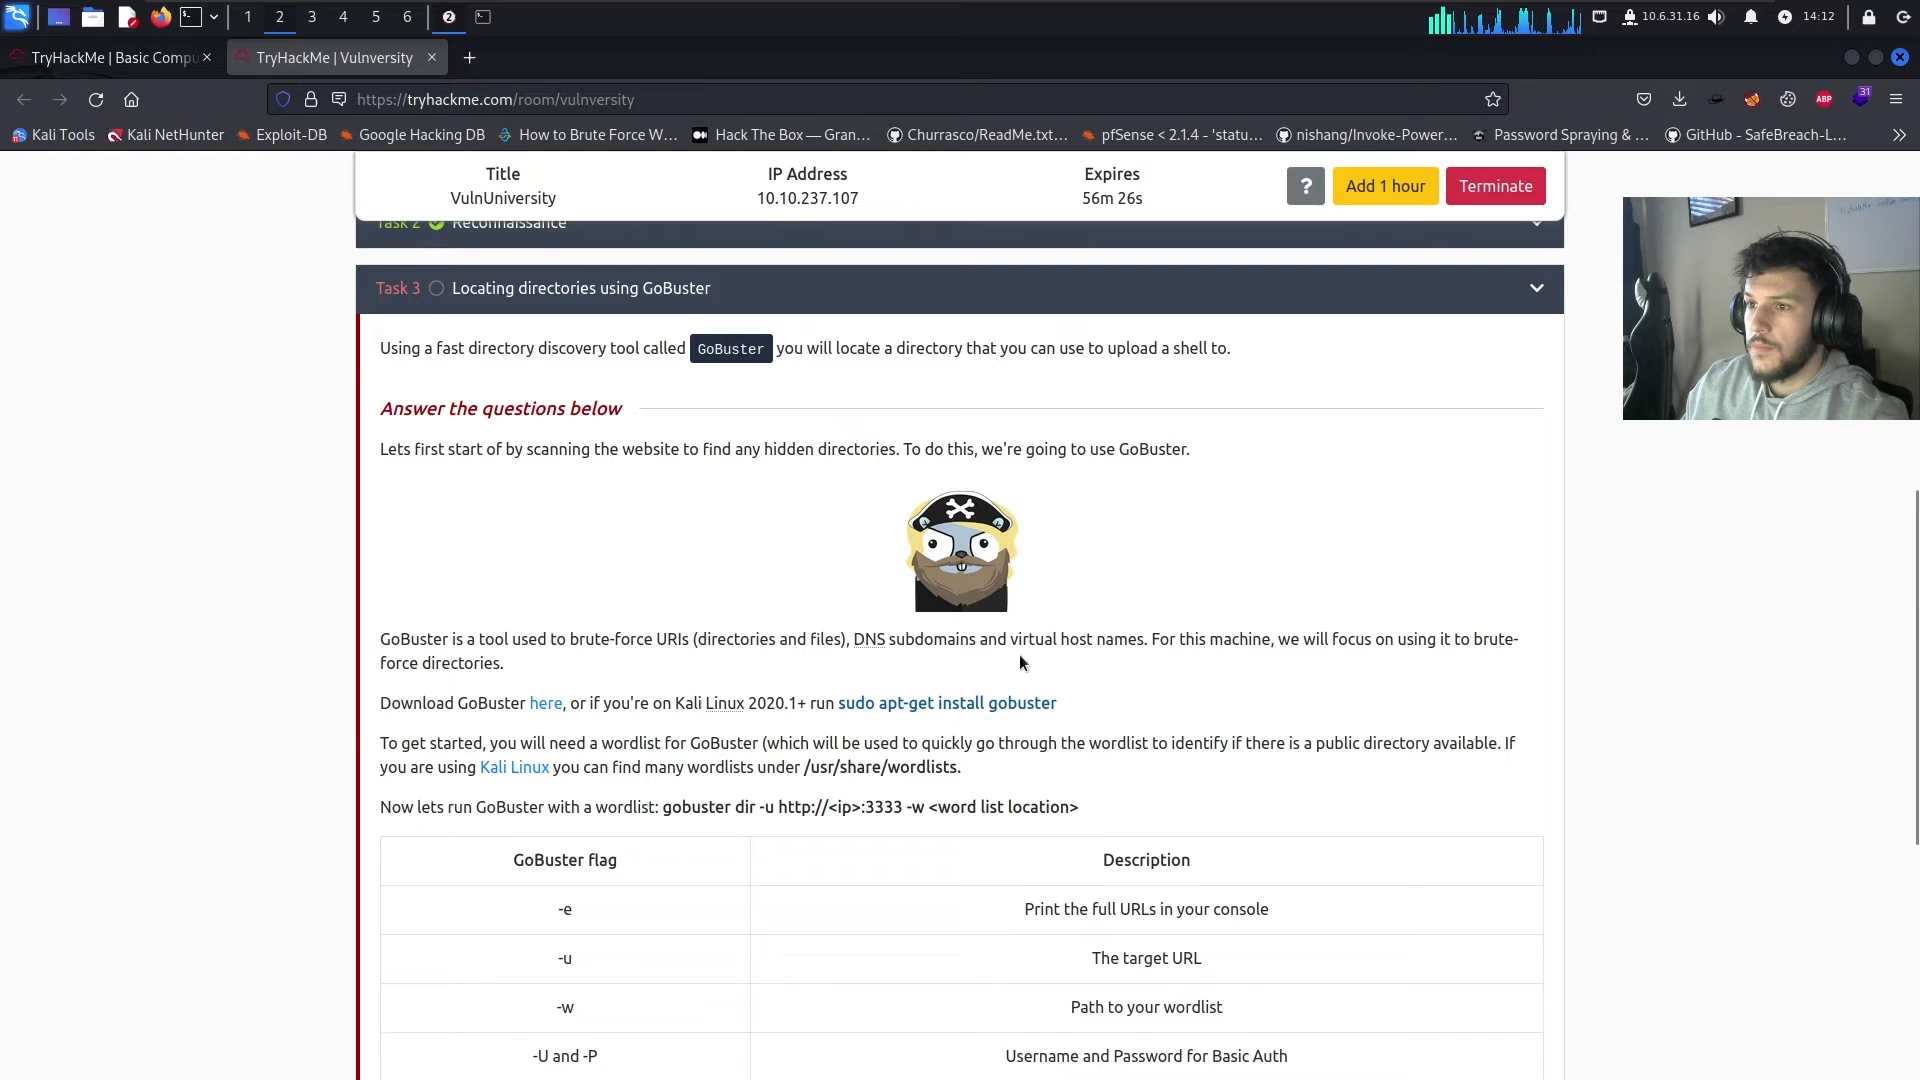 1 2 3 4 5 6 2 10.6.31.16 14:12
TryHackMe | Basic Compu TryHackMe | Vulnversity
https://tryhackme.com/room/vulnversity ABP 31
Kali Tools Kali NetHunter Exploit-DB Google Hacking DB How to Brute Force W… Hack The Box — Gran… Churrasco/ReadMe.txt… pfSense < 2.1.4 - 'statu… nishang/Invoke-Power… Password Spraying & … GitHub - SafeBreach-L…
Title IP Address Expires
VulnUniversity 10.10.237.107 56m 26s ? Add 1 hour Terminate
Task 2 Reconnaissance
Task 3 Locating directories using GoBuster
Using a fast directory discovery tool called GoBuster you will locate a directory that you can use to upload a shell to.
Answer the questions below
Lets first start of by scanning the website to find any hidden directories. To do this, we're going to use GoBuster.
GoBuster is a tool used to brute-force URIs (directories and files), DNS subdomains and virtual host names. For this machine, we will focus on using it to brute-
force directories.
Download GoBuster here, or if you're on Kali Linux 2020.1+ run sudo apt-get install gobuster
To get started, you will need a wordlist for GoBuster (which will be used to quickly go through the wordlist to identify if there is a public directory available. If
you are using Kali Linux you can find many wordlists under /usr/share/wordlists.
Now lets run GoBuster with a wordlist: gobuster dir -u http://<ip>:3333 -w <word list location>
GoBuster flag Description
-e Print the full URLs in your console
-u The target URL
-w Path to your wordlist
-U and -P Username and Password for Basic Auth